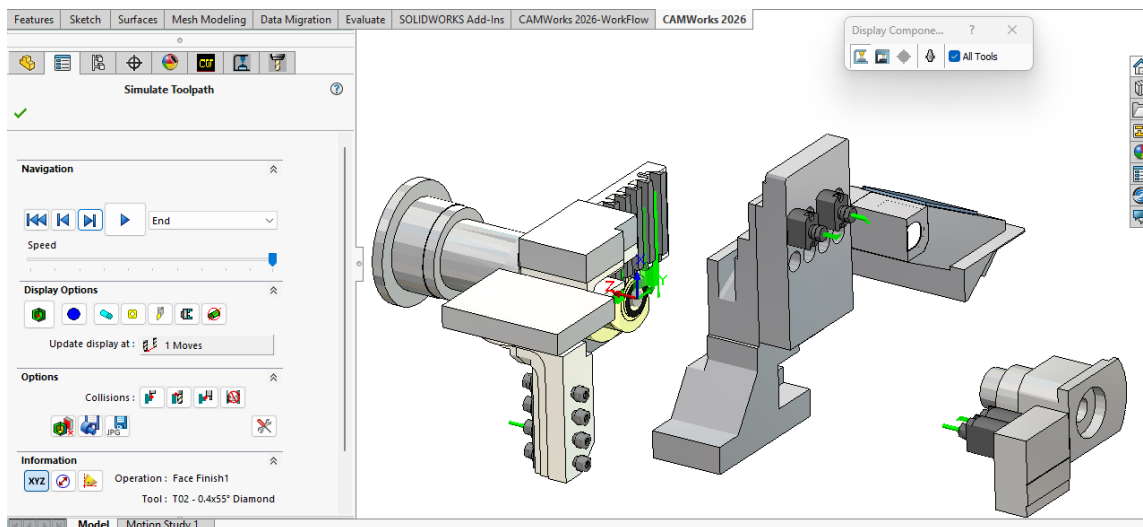 Features Sketch Surfaces Mesh Modeling Data Migration Evaluate SOLIDWORKS Add-Ins CAMWorks 2026-WorkFlow CAMWorks 2026
Display Compone... ? ×
All Tools
Simulate Toolpath
Navigation
End
Speed
Display Options
Update display at : 1 Moves
Options
Collisions :
JPG
Information
XYZ Operation : Face Finish1
Tool : T02 - 0.4x55° Diamond
Model Motion Study 1
X
Y
Z